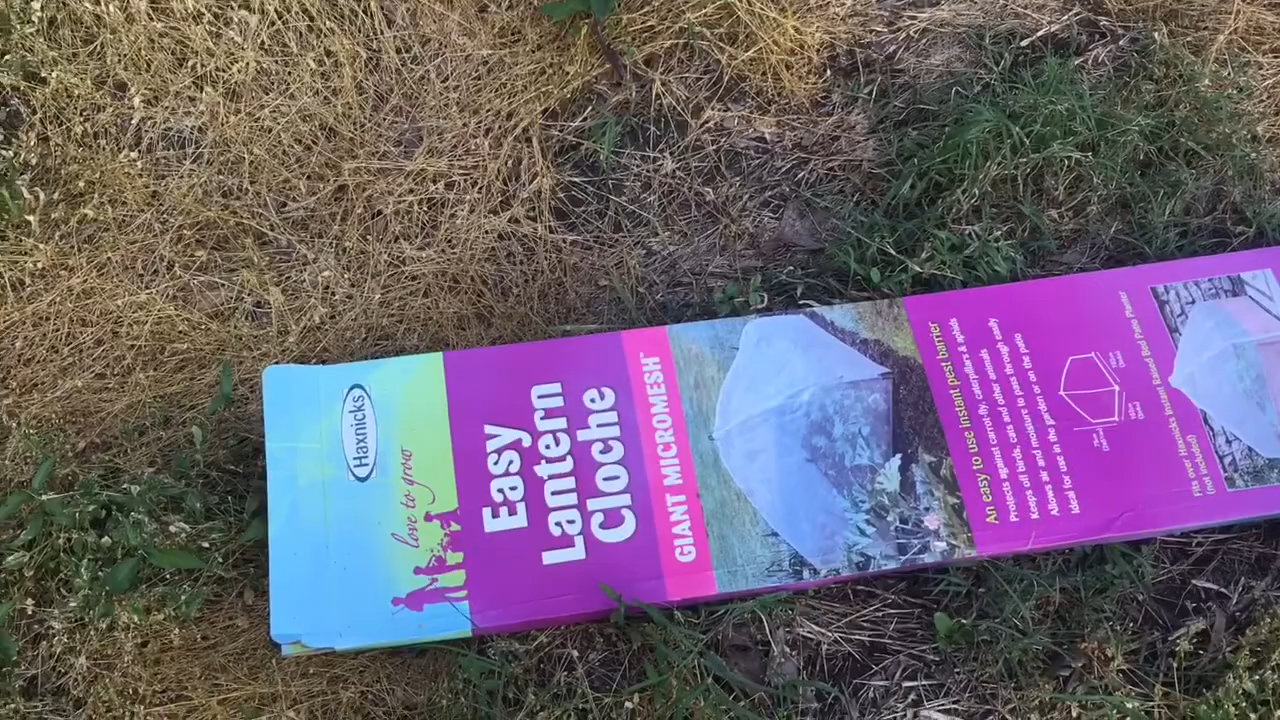 Haxnicks
love to grow
Easy
Lantern
Cloche
GIANT MICROMESH™
An easy to use instant pest barrier
Protects against carrot-fly, caterpillars & aphids
Keeps off birds, cats and other animals
Allows air and moisture to pass through easily
Ideal for use in the garden or on the patio
Fits over Haxnicks Instant Raised Bed Patio Planter
(not included)